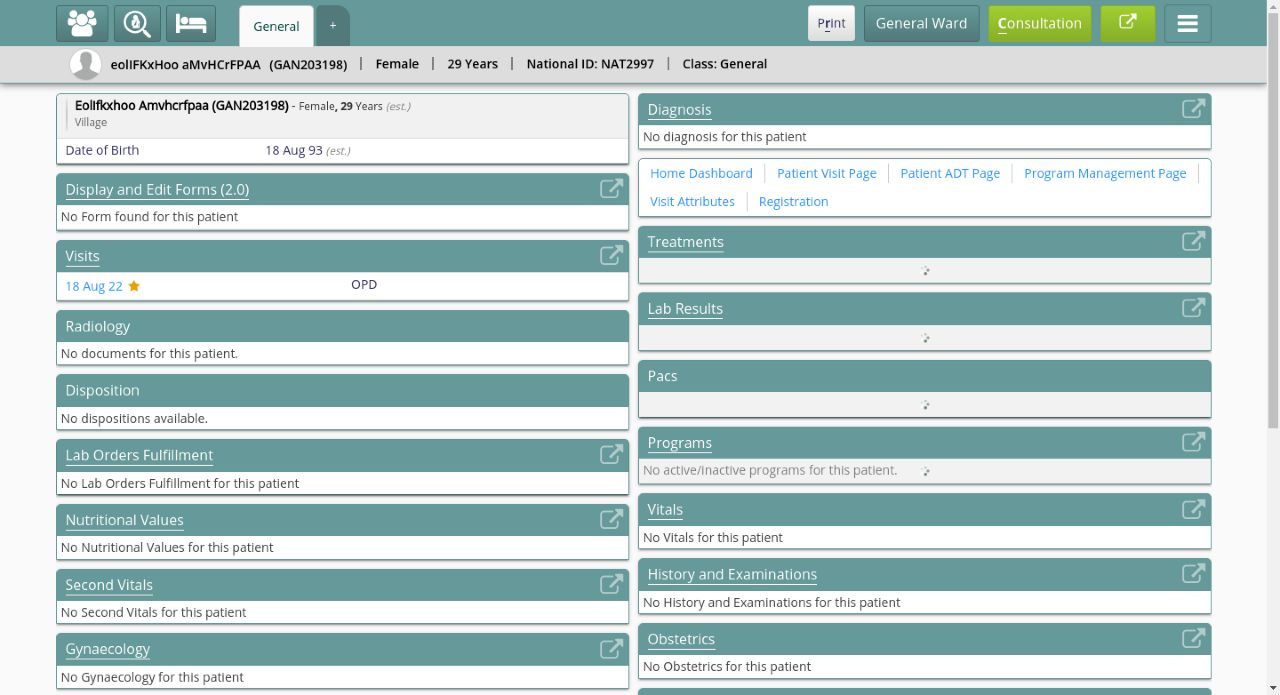 General
+
Print
General Ward
Consultation
eolIFKxHoo aMvHCrFPAA (GAN203198) | Female | 29 Years | National ID: NAT2997 | Class: General
Eolifkxhoo Amvhcrfpaa (GAN203198) - Female, 29 Years (est.)
Village
Date of Birth 18 Aug 93 (est.)
Display and Edit Forms (2.0)
No Form found for this patient
Visits
18 Aug 22 OPD
Radiology
No documents for this patient.
Disposition
No dispositions available.
Lab Orders Fulfillment
No Lab Orders Fulfillment for this patient
Nutritional Values
No Nutritional Values for this patient
Second Vitals
No Second Vitals for this patient
Gynaecology
No Gynaecology for this patient
Diagnosis
No diagnosis for this patient
Home Dashboard | Patient Visit Page | Patient ADT Page | Program Management Page |
Visit Attributes | Registration
Treatments
Lab Results
Pacs
Programs
No active/inactive programs for this patient.
Vitals
No Vitals for this patient
History and Examinations
No History and Examinations for this patient
Obstetrics
No Obstetrics for this patient